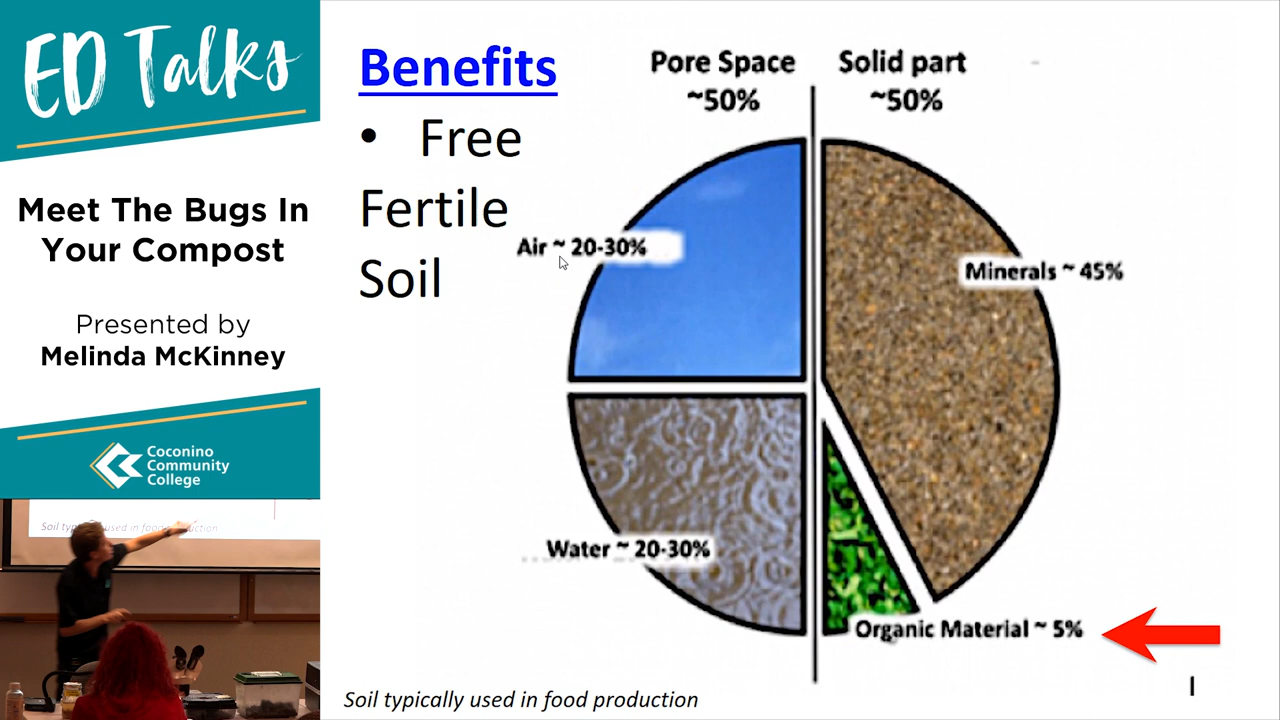 ED Talks
Meet The Bugs In
Your Compost
Presented by
Melinda McKinney
Coconino
Community
College
Soil typically used in food production
Benefits
• Free
Fertile
Soil
Pore Space
~50%
Solid part
~50%
Air ~ 20-30%
Minerals ~ 45%
Water ~ 20-30%
Organic Material ~ 5%
Soil typically used in food production